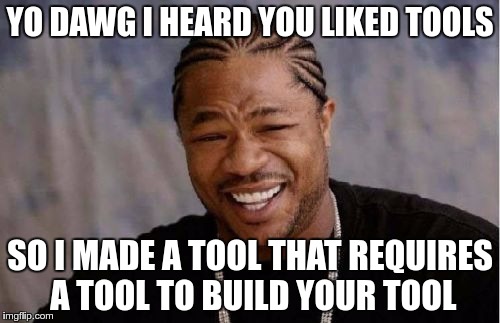 YO DAWG I HEARD YOU LIKED TOOLS
SO I MADE A TOOL THAT REQUIRES
A TOOL TO BUILD YOUR TOOL
imgflip.com